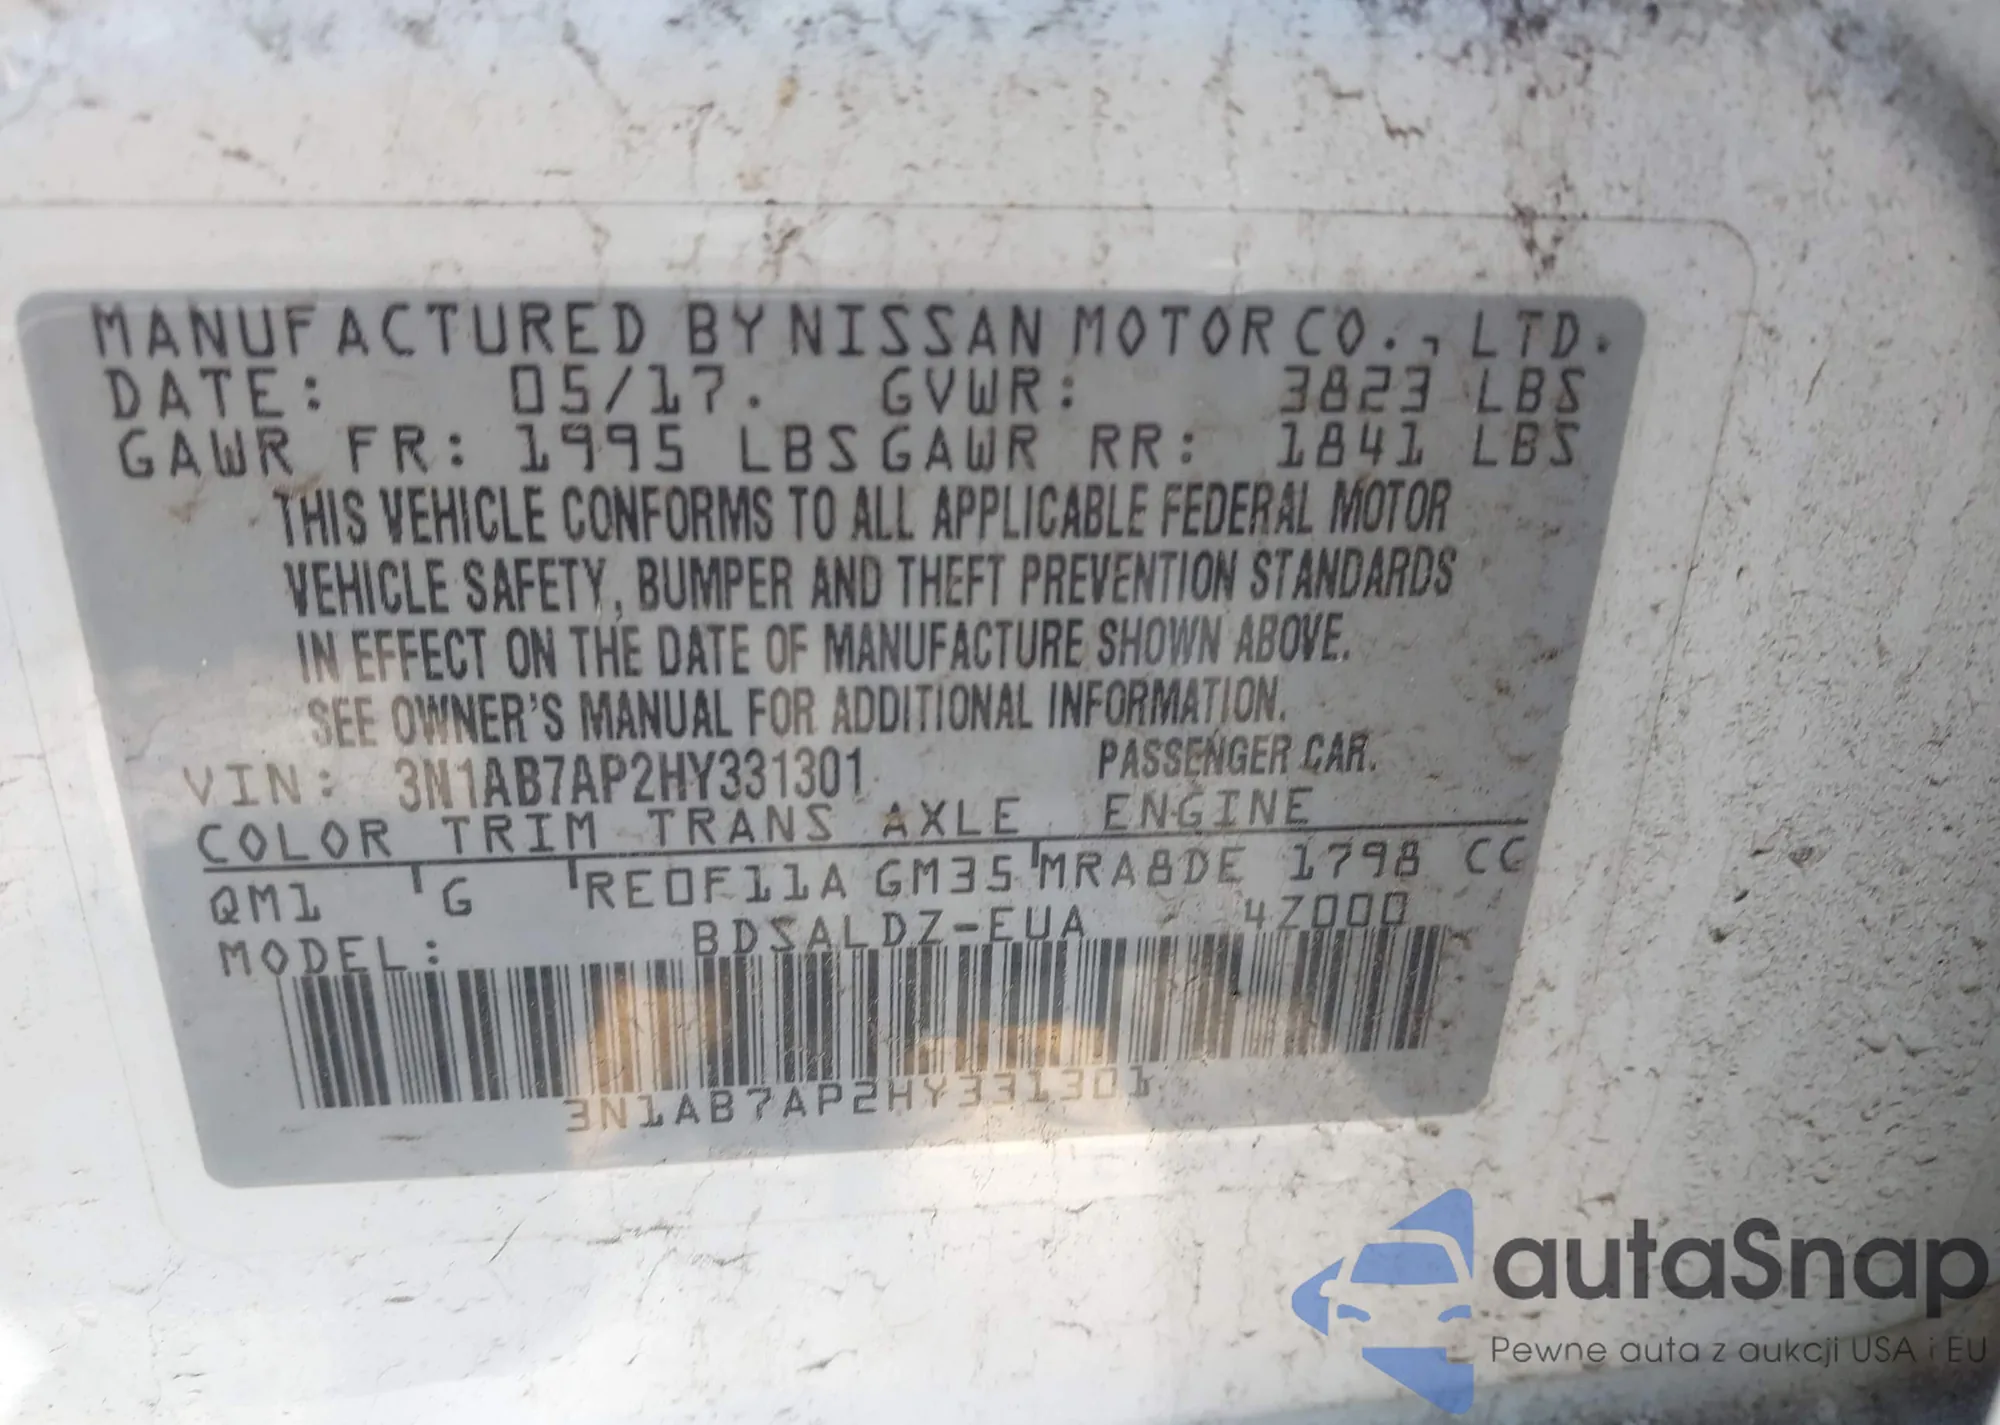 MANUFACTURED BY NISSAN MOTOR CO., LTD.
DATE: 05/17. GVWR: 3823 LBS
GAWR FR: 1995 LBS GAWR RR: 1841 LBS
THIS VEHICLE CONFORMS TO ALL APPLICABLE FEDERAL MOTOR
VEHICLE SAFETY, BUMPER AND THEFT PREVENTION STANDARDS
IN EFFECT ON THE DATE OF MANUFACTURE SHOWN ABOVE.
SEE OWNER'S MANUAL FOR ADDITIONAL INFORMATION.
VIN: 3N1AB7AP2HY331301 PASSENGER CAR.
COLOR TRIM TRANS AXLE ENGINE
QM1 G RE0F11A GM35 MRA8DE 1798 CC
MODEL: BDSALDZ-EUA 4Z000
3N1AB7AP2HY331301
autaSnap
Pewne auta z aukcji USA i EU